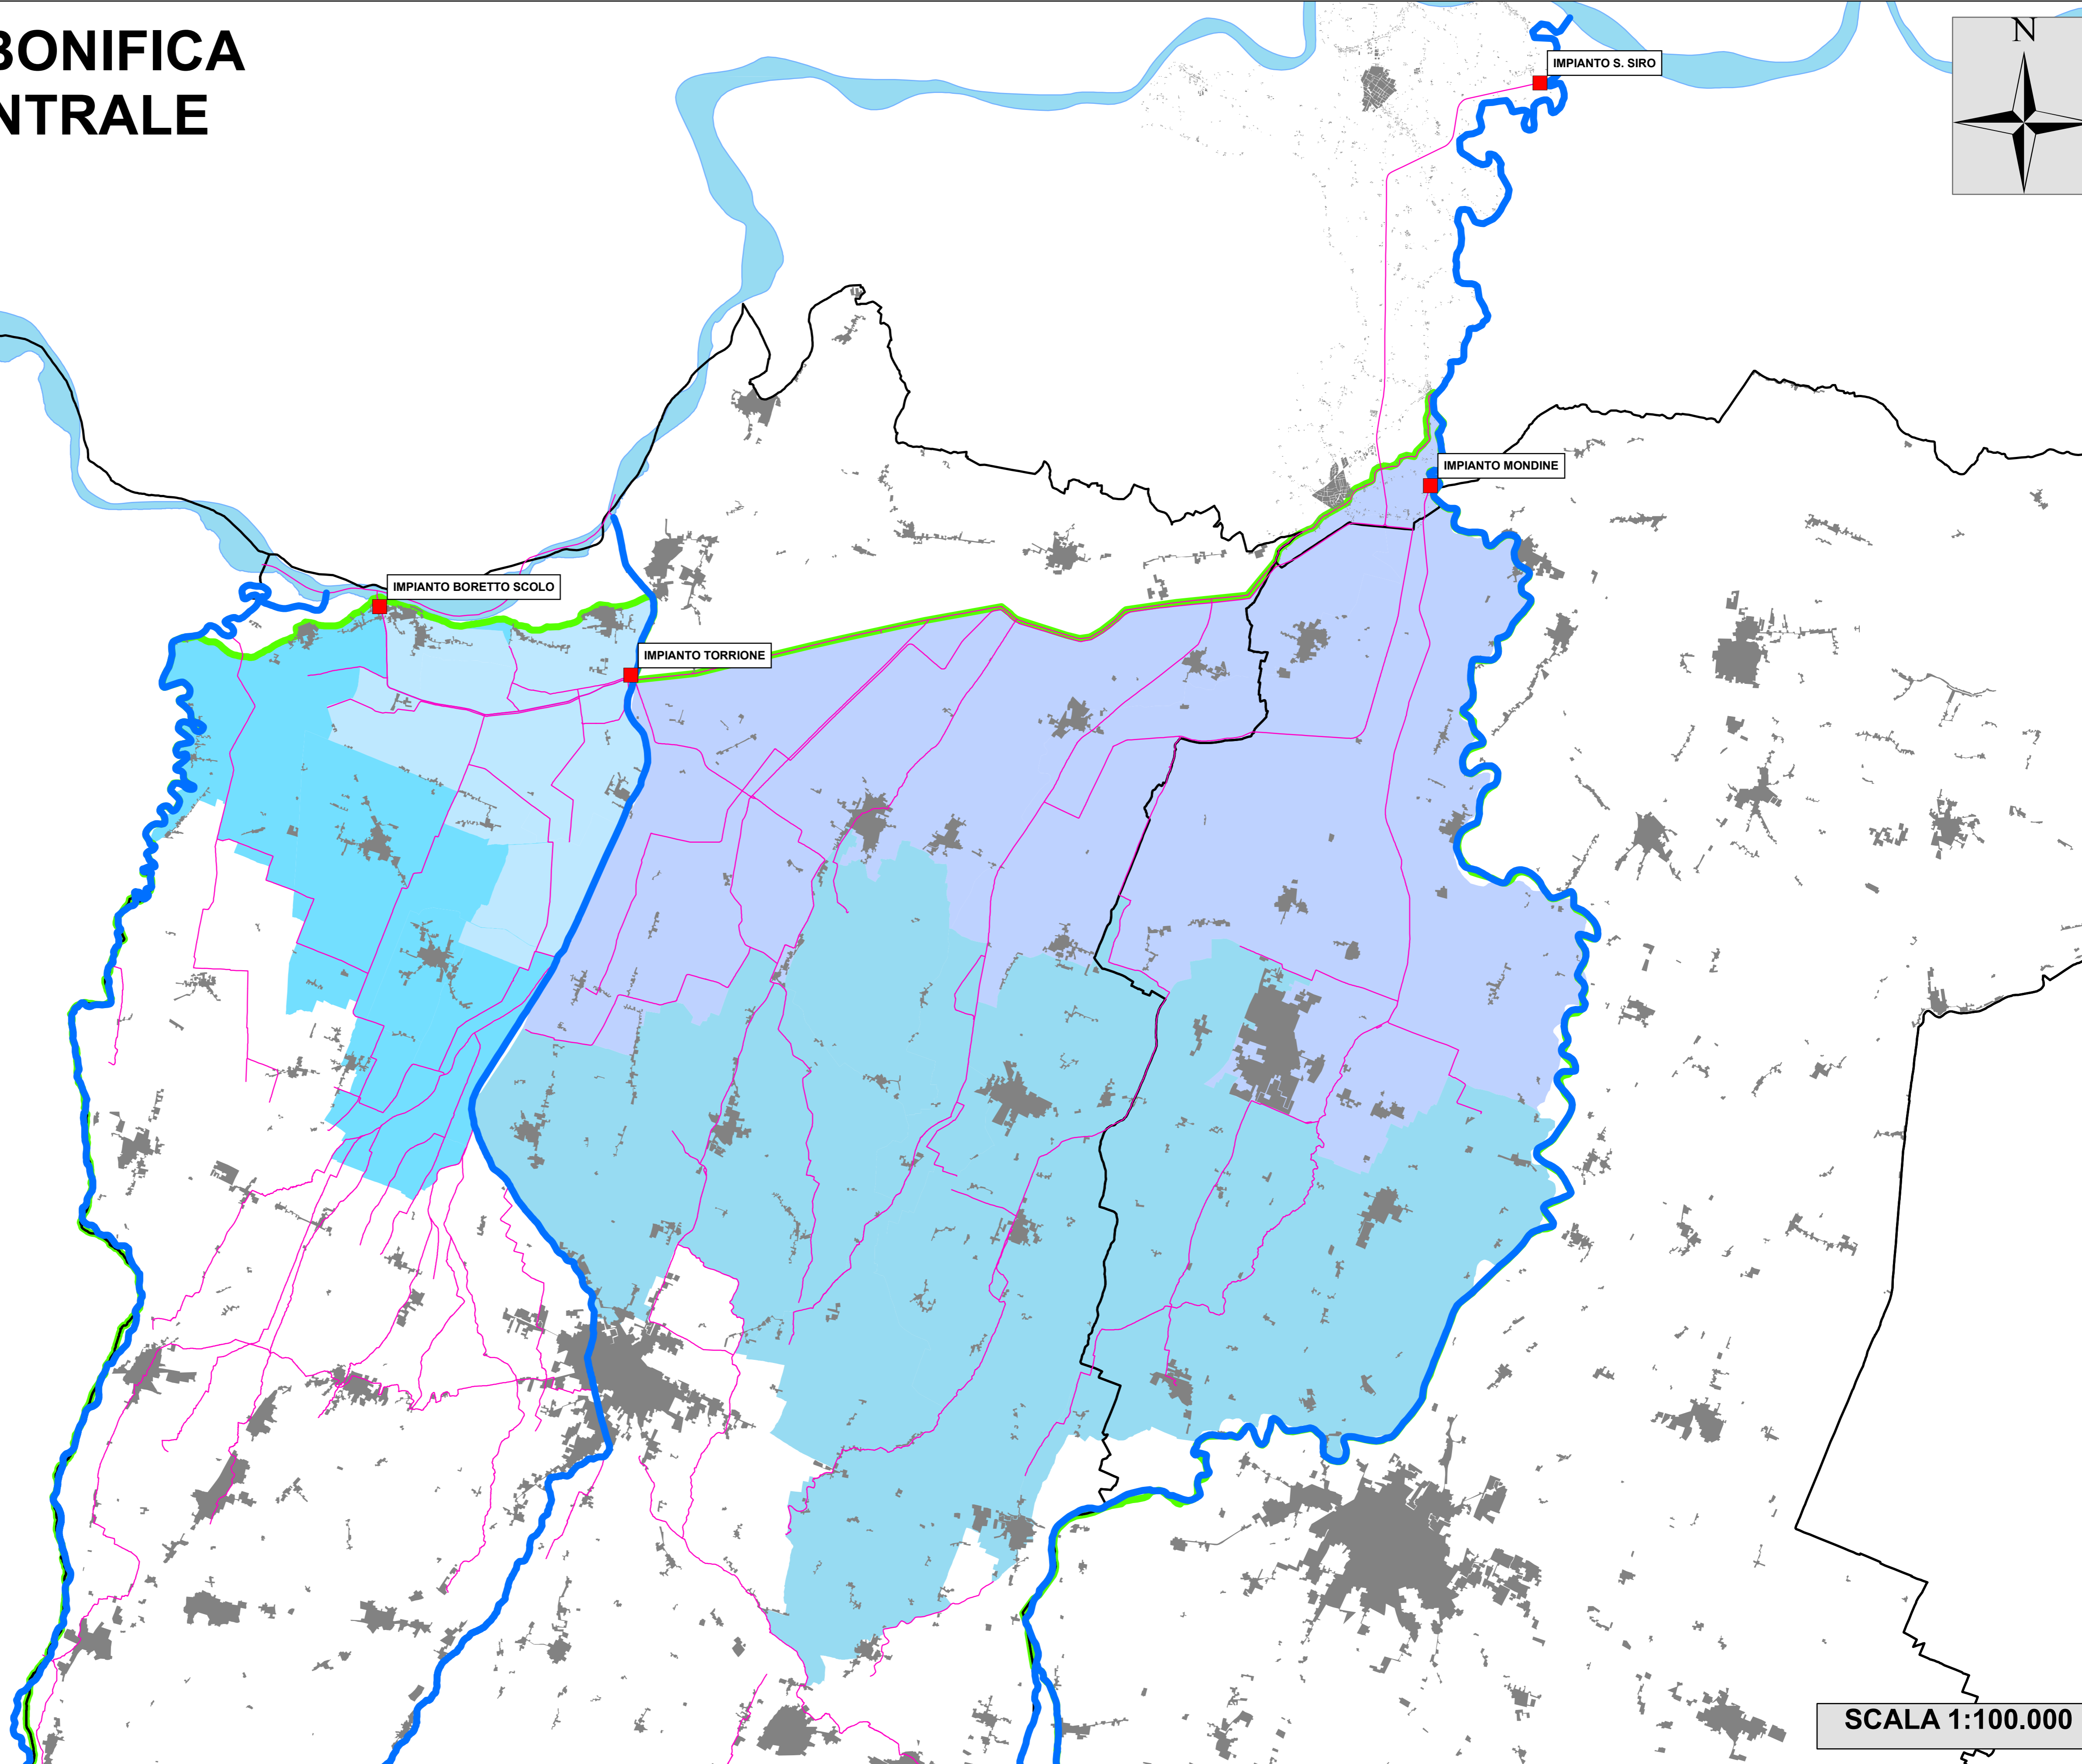 BONIFICA
NTRALE
N
IMPIANTO S. SIRO
IMPIANTO MONDINE
IMPIANTO BORETTO SCOLO
IMPIANTO TORRIONE
SCALA 1:100.000